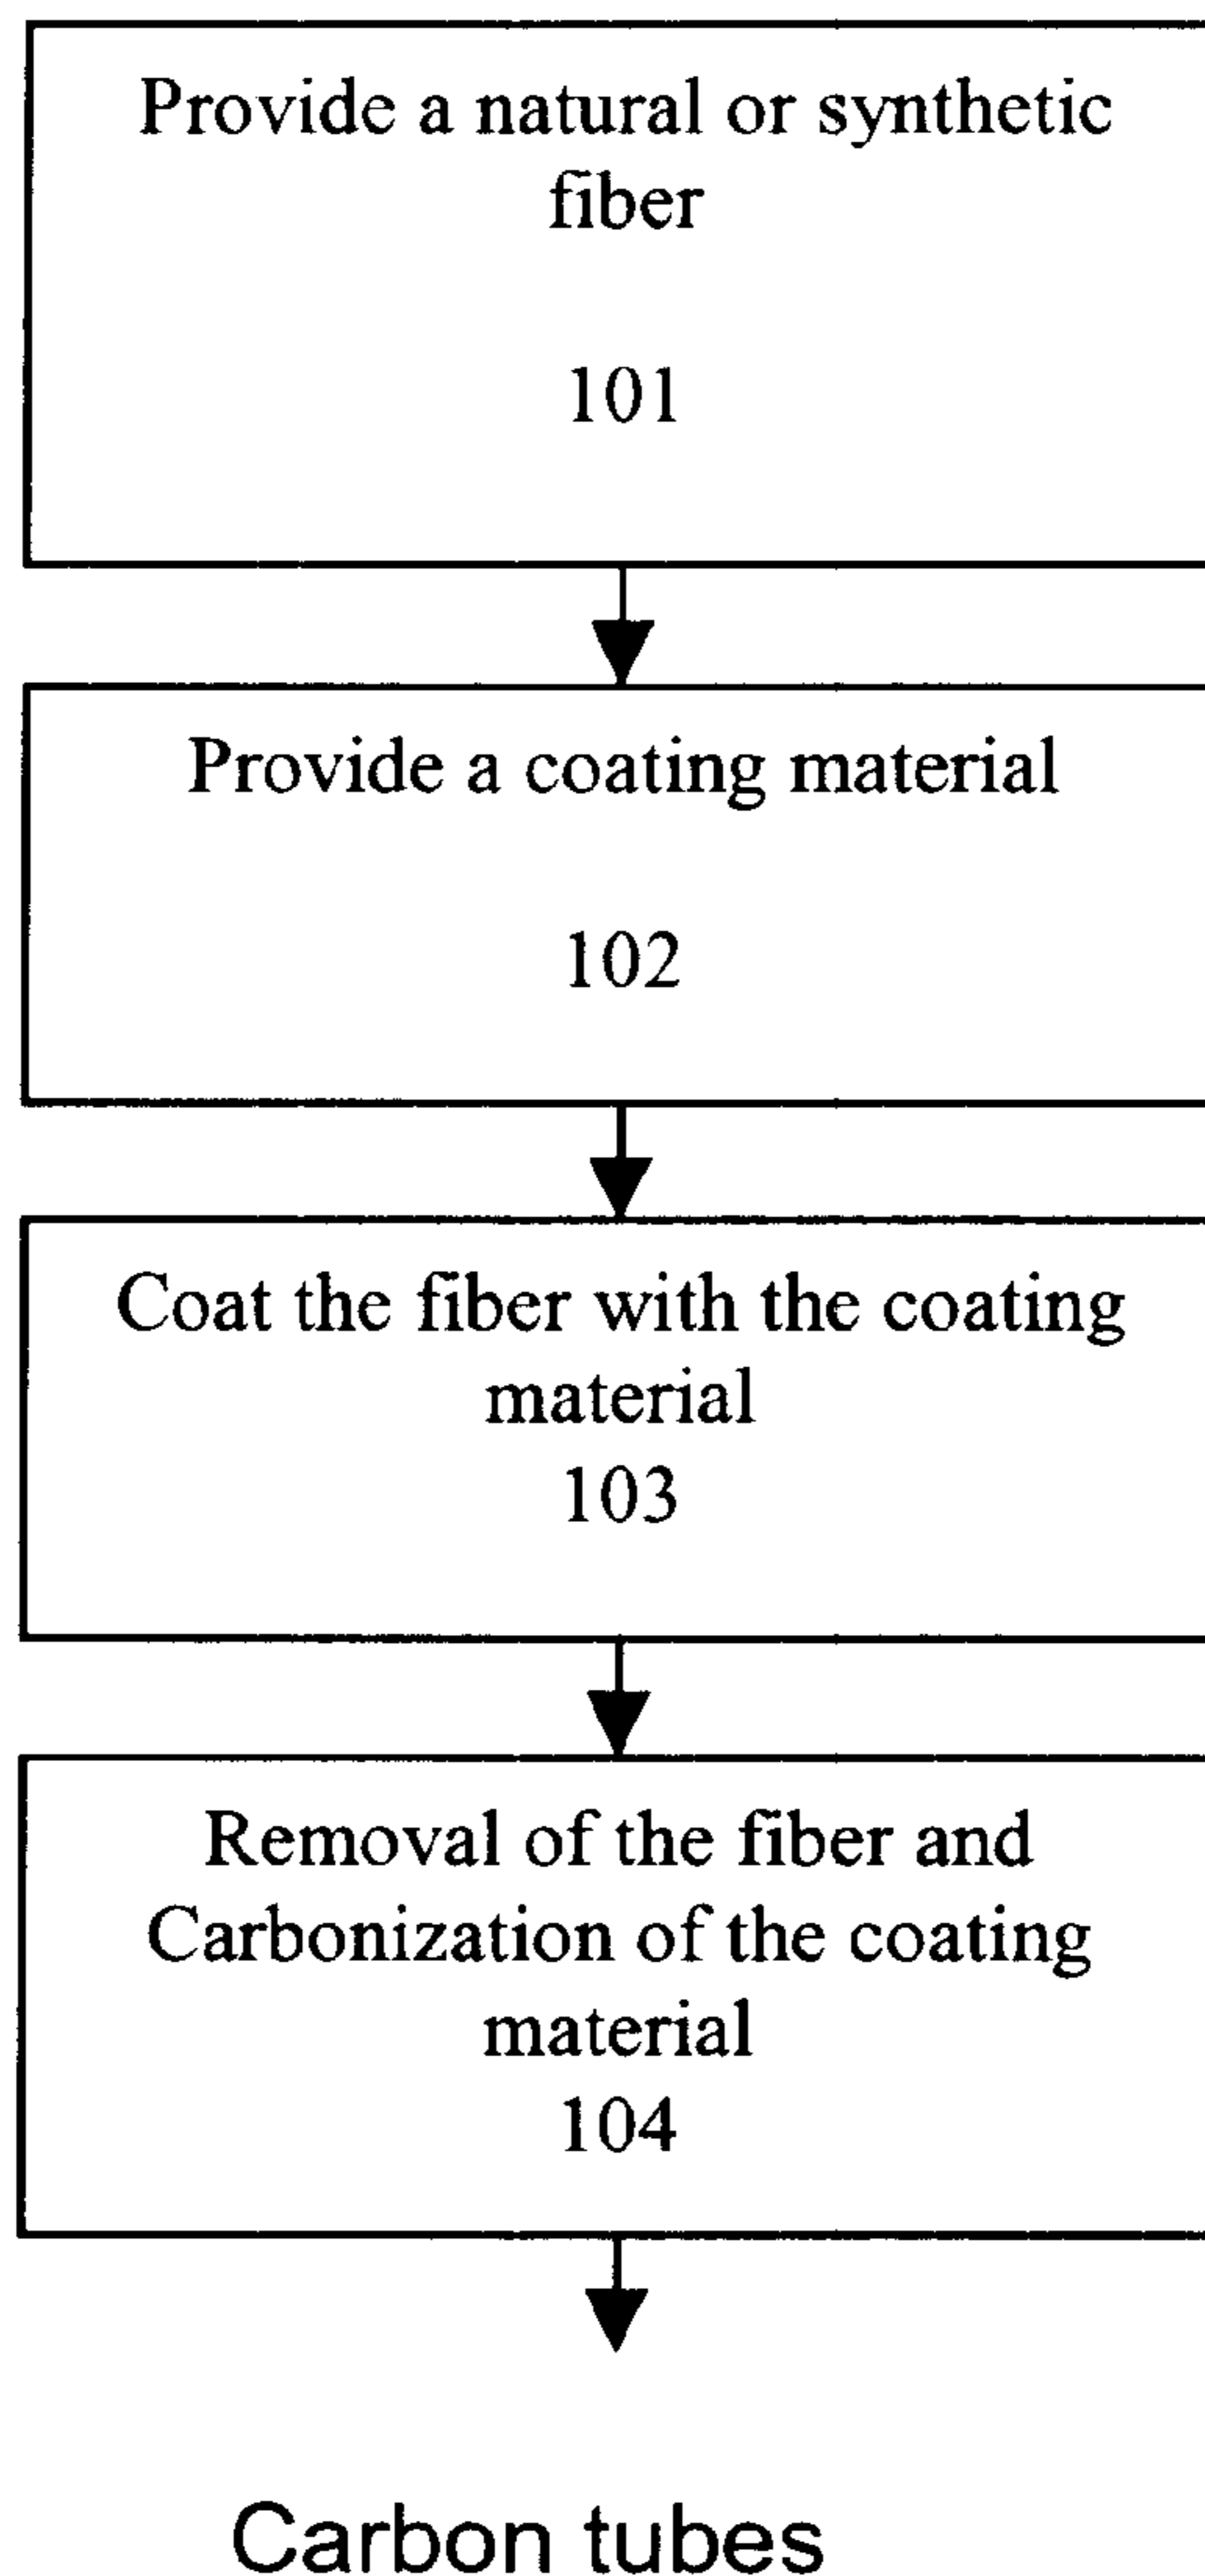 Provide a natural or synthetic
fiber
101
Provide a coating material
102
Coat the fiber with the coating
material
103
Removal of the fiber and
Carbonization of the coating
material
104
Carbon tubes